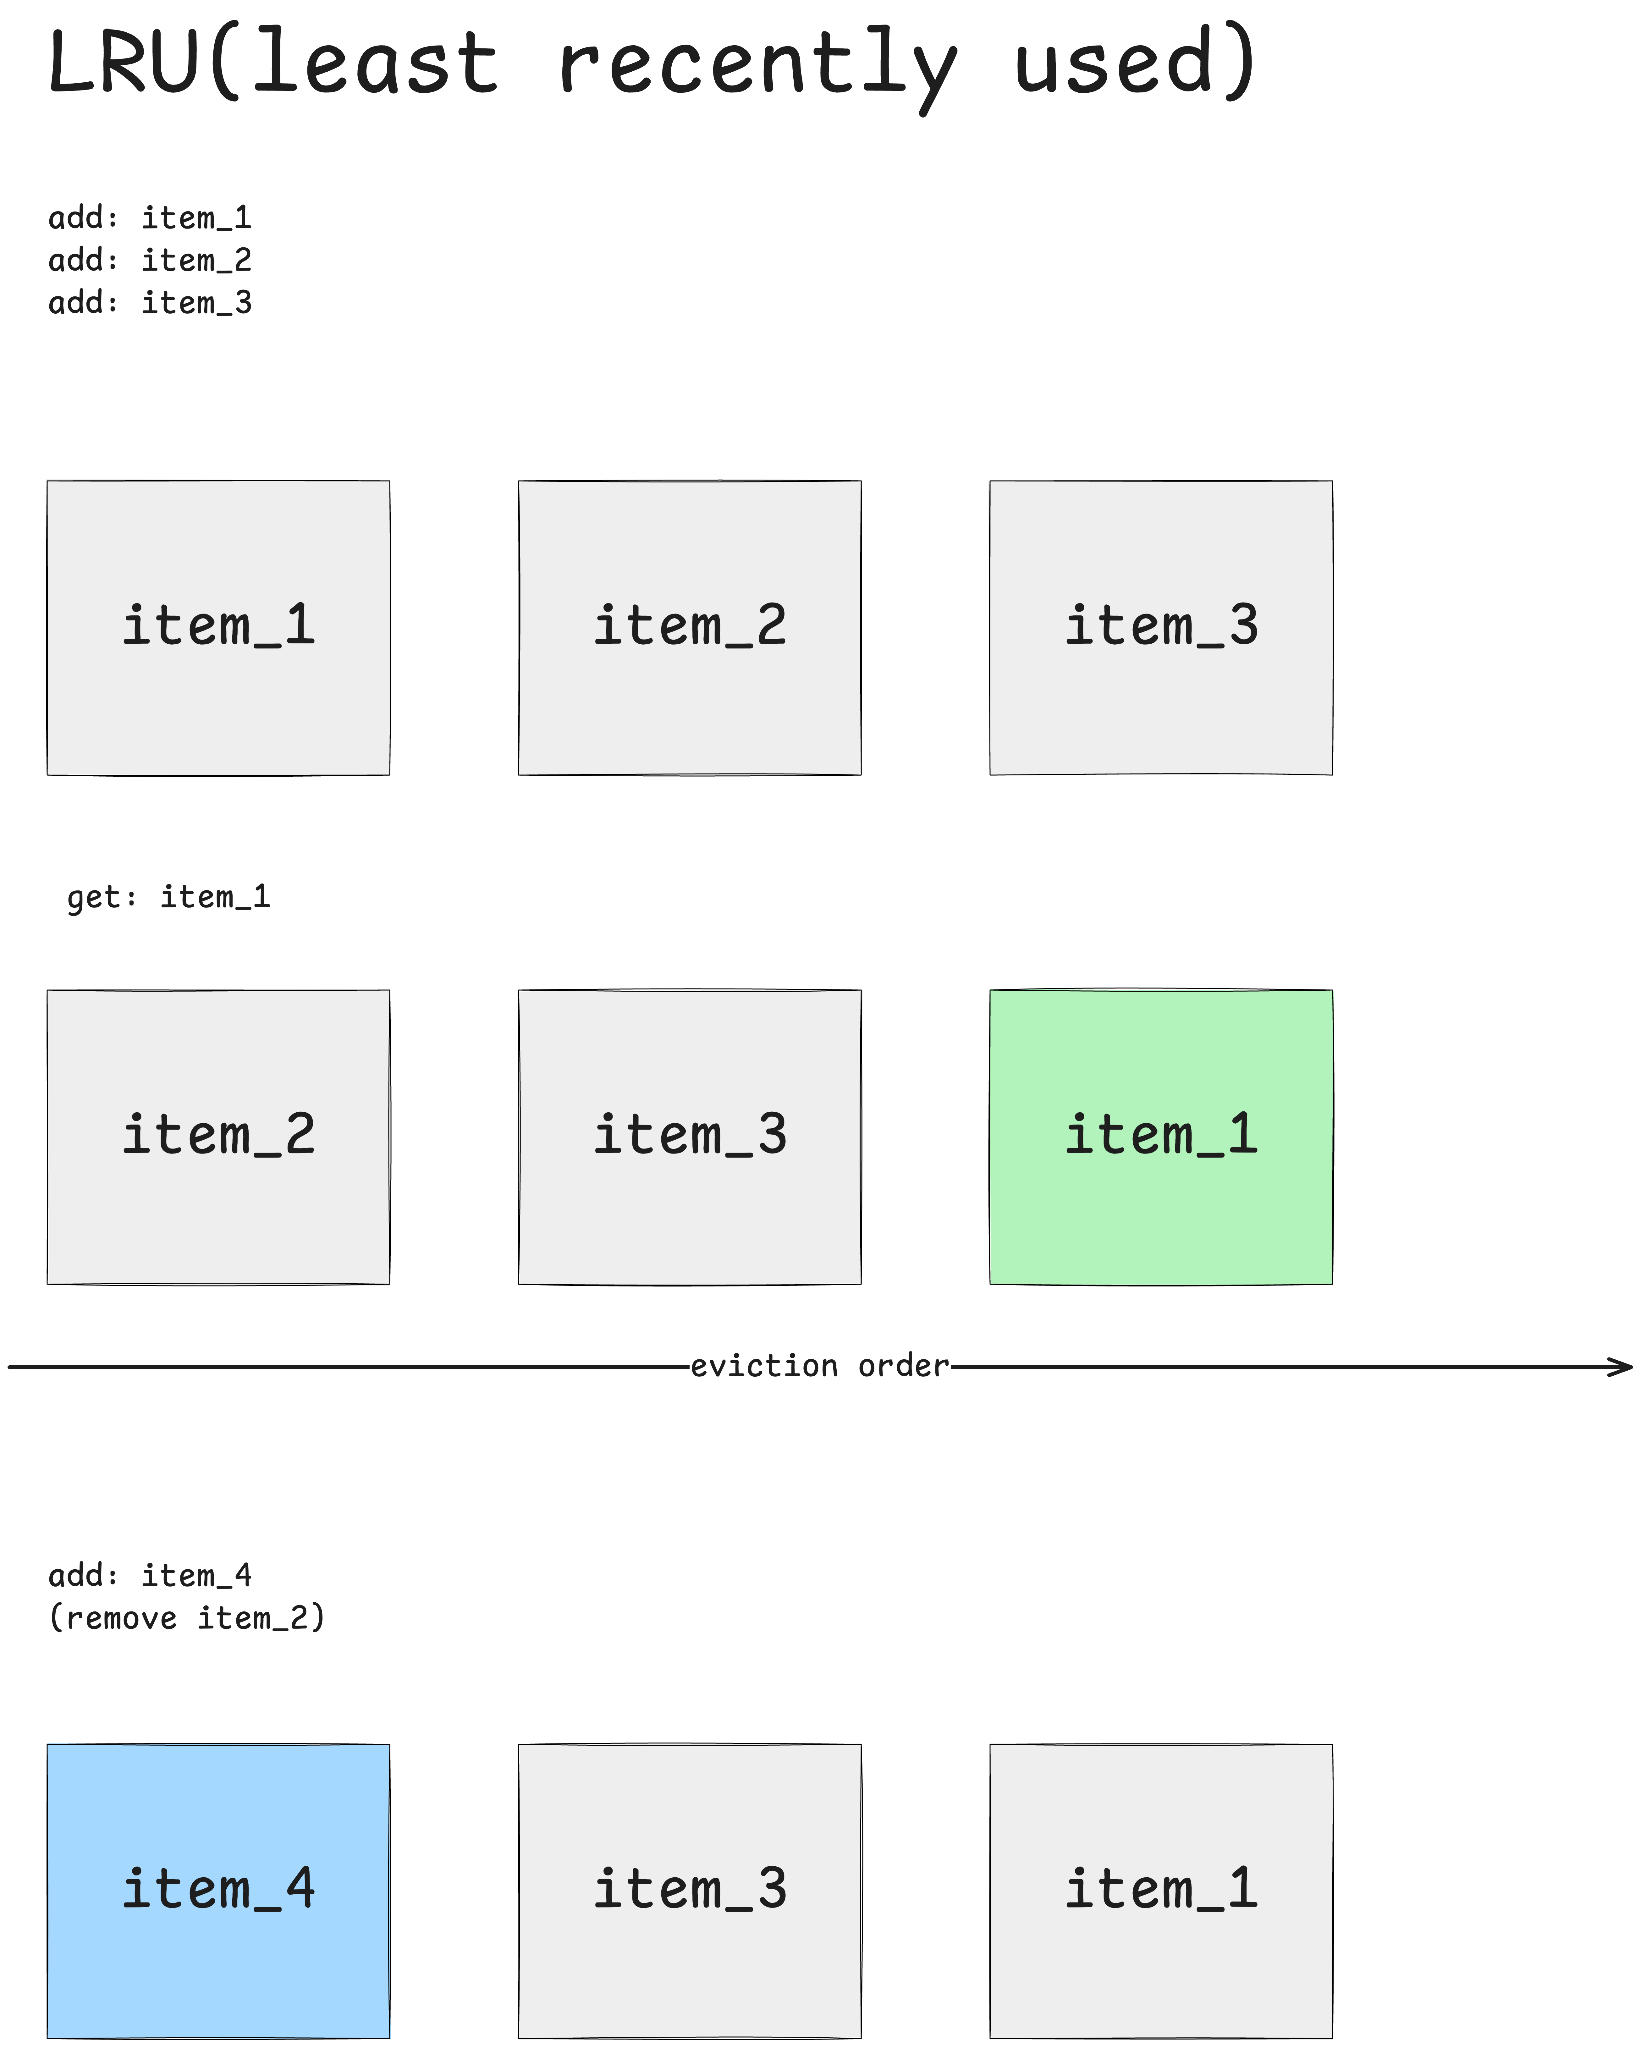 LRU(least recently used)
add: item_1
add: item_2
add: item_3
item_1 item_2 item_3
get: item_1
item_2 item_3 item_1
eviction order
add: item_4
(remove item_2)
item_4 item_3 item_1